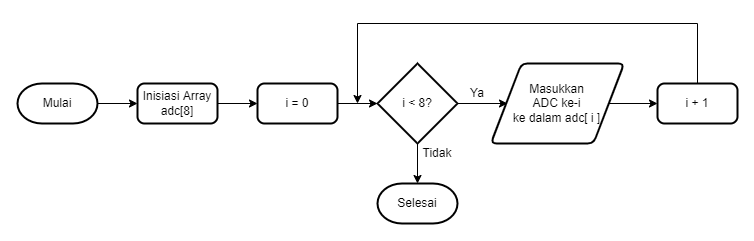 Mulai
Inisiasi Array
adc[8]
i = 0
i < 8?
Ya
Masukkan
ADC ke-i
ke dalam adc[ i ]
i + 1
Tidak
Selesai